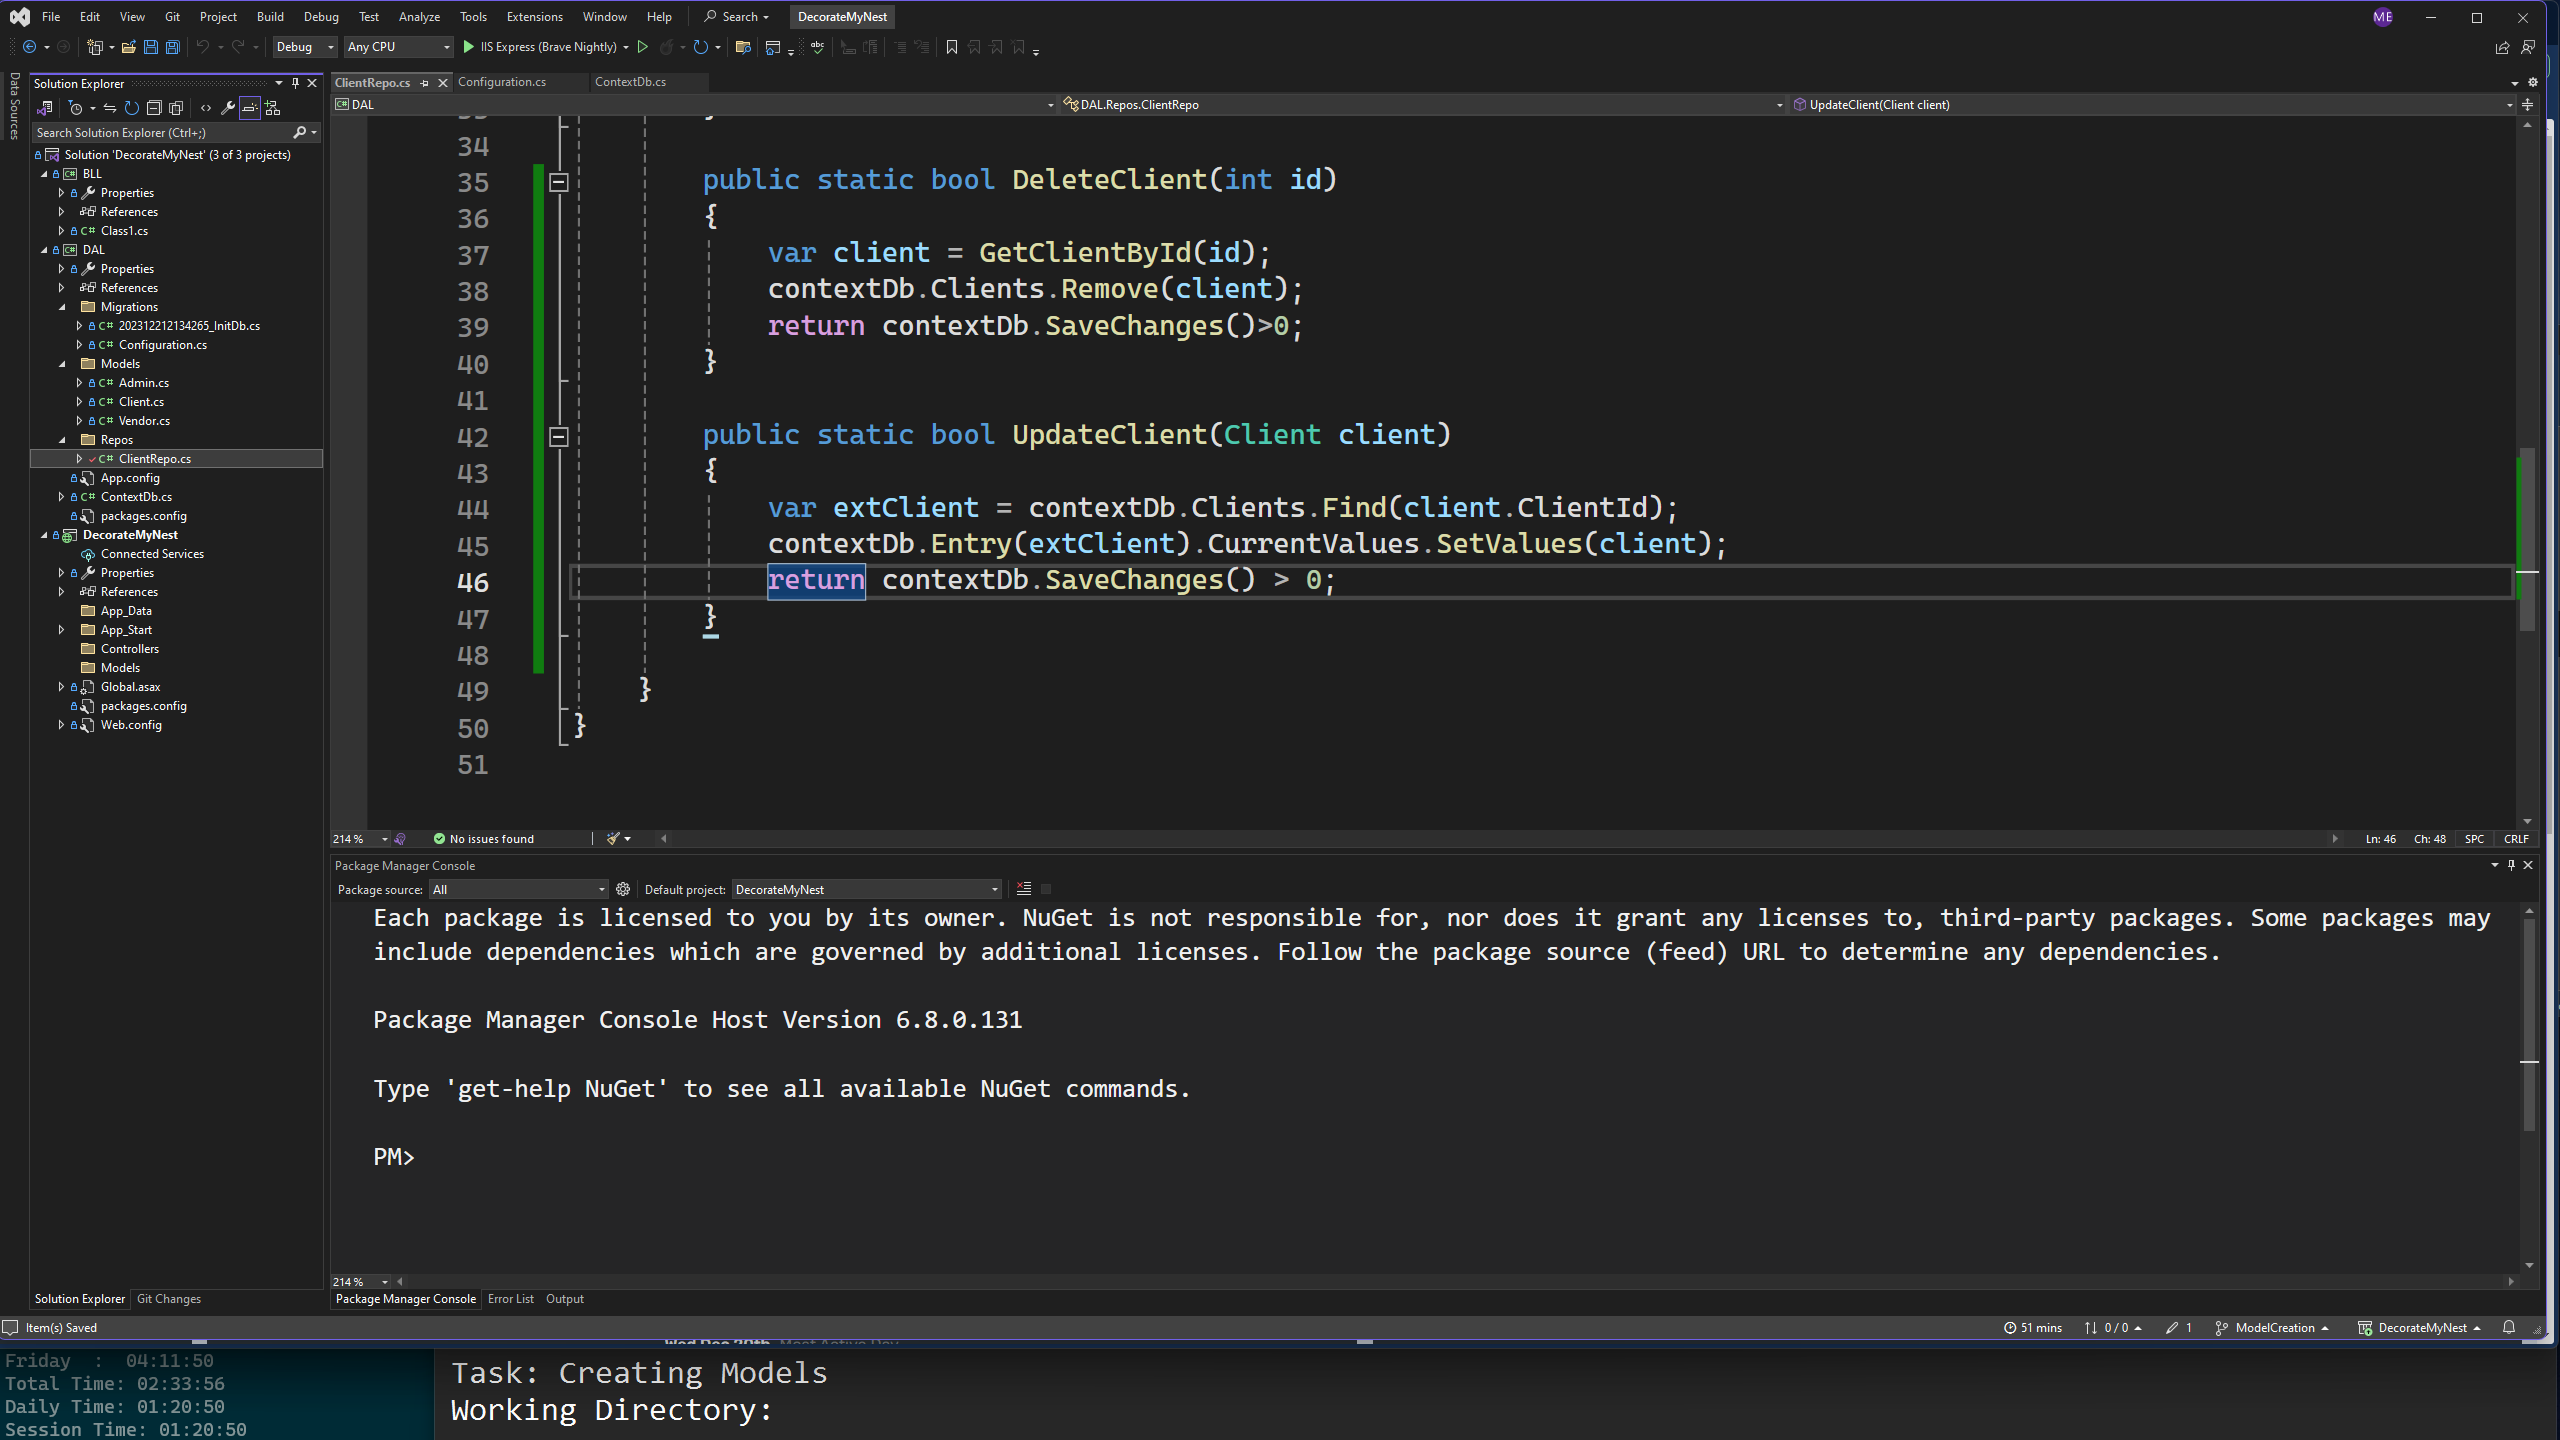 File Edit View Git Project Build Debug Test Analyze Tools Extensions Window Help Search DecorateMyNest ME
Debug Any CPU IIS Express (Brave Nightly)
Data Sources
Solution Explorer
Search Solution Explorer (Ctrl+;)
Solution 'DecorateMyNest' (3 of 3 projects)
BLL
Properties
References
C# Class1.cs
DAL
Properties
References
Migrations
C# 202312212134265_InitDb.cs
C# Configuration.cs
Models
C# Admin.cs
C# Client.cs
C# Vendor.cs
Repos
C# ClientRepo.cs
App.config
C# ContextDb.cs
packages.config
DecorateMyNest
Connected Services
Properties
References
App_Data
App_Start
Controllers
Models
Global.asax
packages.config
Web.config
Solution Explorer Git Changes
ClientRepo.cs Configuration.cs ContextDb.cs
C# DAL DAL.Repos.ClientRepo UpdateClient(Client client)
34
35 public static bool DeleteClient(int id)
36 {
37 var client = GetClientById(id);
38 contextDb.Clients.Remove(client);
39 return contextDb.SaveChanges()>0;
40 }
41
42 public static bool UpdateClient(Client client)
43 {
44 var extClient = contextDb.Clients.Find(client.ClientId);
45 contextDb.Entry(extClient).CurrentValues.SetValues(client);
46 return contextDb.SaveChanges() > 0;
47 }
48
49 }
50 }
51
214 % No issues found Ln: 46 Ch: 48 SPC CRLF
Package Manager Console
Package source: All Default project: DecorateMyNest
Each package is licensed to you by its owner. NuGet is not responsible for, nor does it grant any licenses to, third-party packages. Some packages may
include dependencies which are governed by additional licenses. Follow the package source (feed) URL to determine any dependencies.
Package Manager Console Host Version 6.8.0.131
Type 'get-help NuGet' to see all available NuGet commands.
PM>
214 %
Package Manager Console Error List Output
Item(s) Saved 51 mins 0 / 0 1 ModelCreation DecorateMyNest
Friday : 04:11:50
Total Time: 02:33:56
Daily Time: 01:20:50
Session Time: 01:20:50
Task: Creating Models
Working Directory: